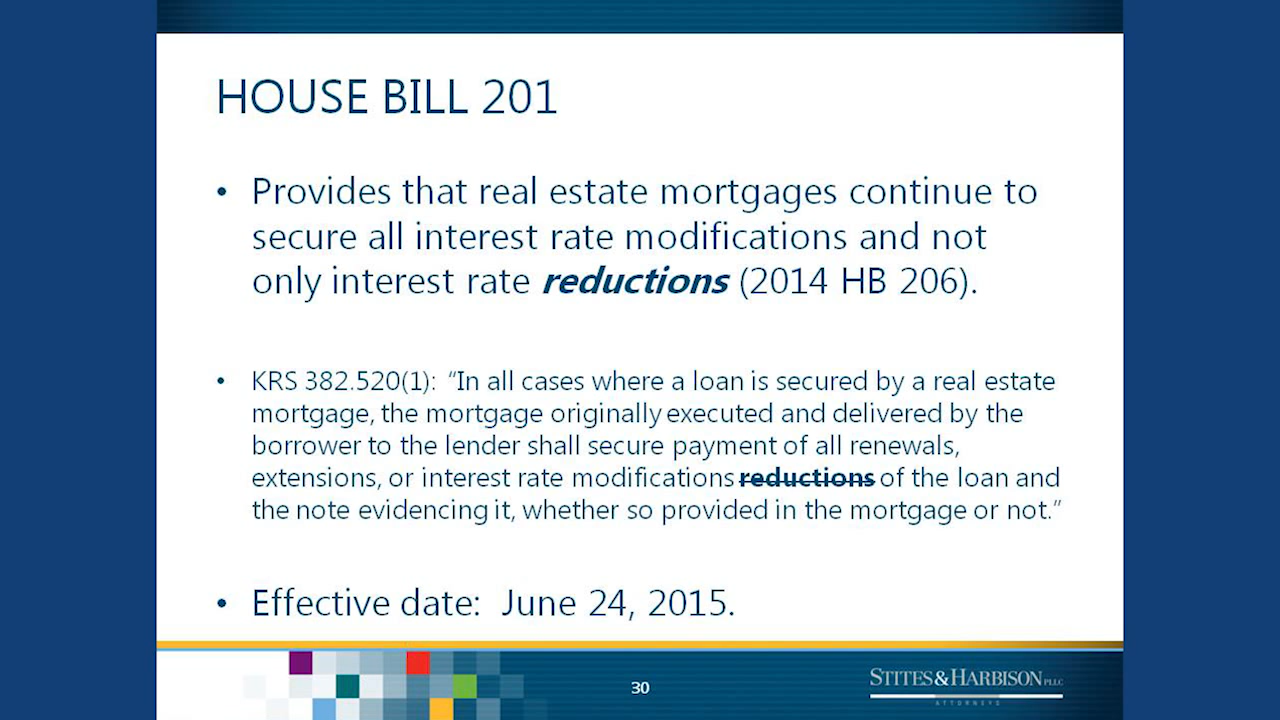 HOUSE BILL 201
• Provides that real estate mortgages continue to
secure all interest rate modifications and not
only interest rate reductions (2014 HB 206).
• KRS 382.520(1): “In all cases where a loan is secured by a real estate
mortgage, the mortgage originally executed and delivered by the
borrower to the lender shall secure payment of all renewals,
extensions, or interest rate modifications reductions of the loan and
the note evidencing it, whether so provided in the mortgage or not.”
• Effective date: June 24, 2015.
30
STITES & HARBISON PLLC
ATTORNEYS